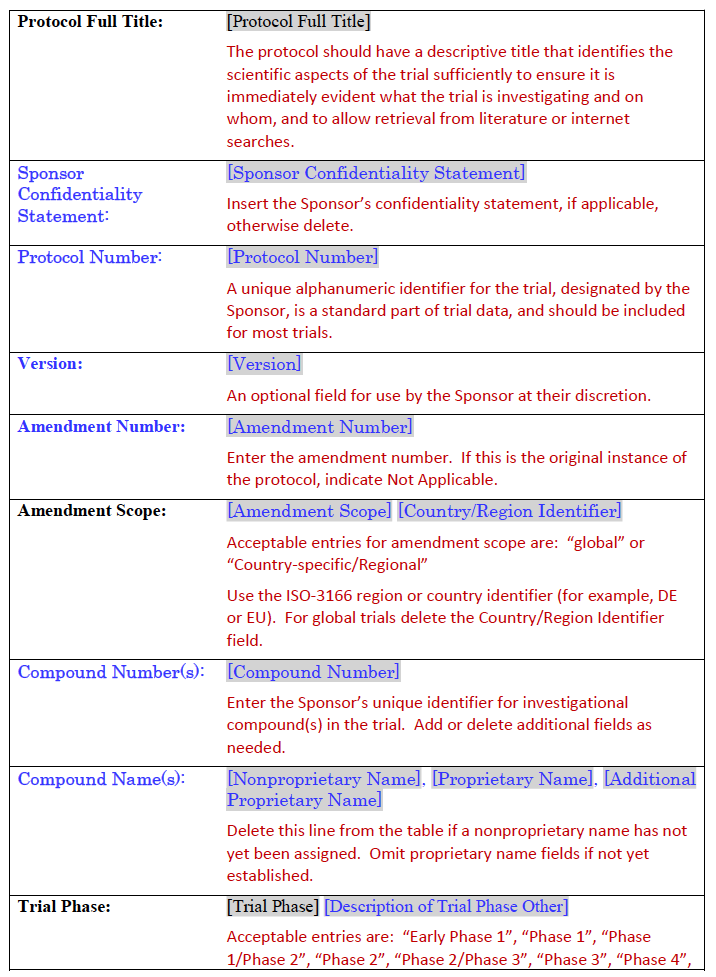 Protocol Full Title:
[Protocol Full Title]
The protocol should have a descriptive title that identifies the
scientific aspects of the trial sufficiently to ensure it is
immediately evident what the trial is investigating and on
whom, and to allow retrieval from literature or internet
searches.
Sponsor
Confidentiality
Statement:
[Sponsor Confidentiality Statement]
Insert the Sponsor’s confidentiality statement, if applicable,
otherwise delete.
Protocol Number:
[Protocol Number]
A unique alphanumeric identifier for the trial, designated by the
Sponsor, is a standard part of trial data, and should be included
for most trials.
Version:
[Version]
An optional field for use by the Sponsor at their discretion.
Amendment Number:
[Amendment Number]
Enter the amendment number.  If this is the original instance of
the protocol, indicate Not Applicable.
Amendment Scope:
[Amendment Scope] [Country/Region Identifier]
Acceptable entries for amendment scope are:  “global” or
“Country-specific/Regional”
Use the ISO-3166 region or country identifier (for example, DE
or EU).  For global trials delete the Country/Region Identifier
field.
Compound Number(s):
[Compound Number]
Enter the Sponsor’s unique identifier for investigational
compound(s) in the trial.  Add or delete additional fields as
needed.
Compound Name(s):
[Nonproprietary Name], [Proprietary Name], [Additional
Proprietary Name]
Delete this line from the table if a nonproprietary name has not
yet been assigned.  Omit proprietary name fields if not yet
established.
Trial Phase:
[Trial Phase] [Description of Trial Phase Other]
Acceptable entries are:  “Early Phase 1”, “Phase 1”, “Phase
1/Phase 2”, “Phase 2”, “Phase 2/Phase 3”, “Phase 3”, “Phase 4”,